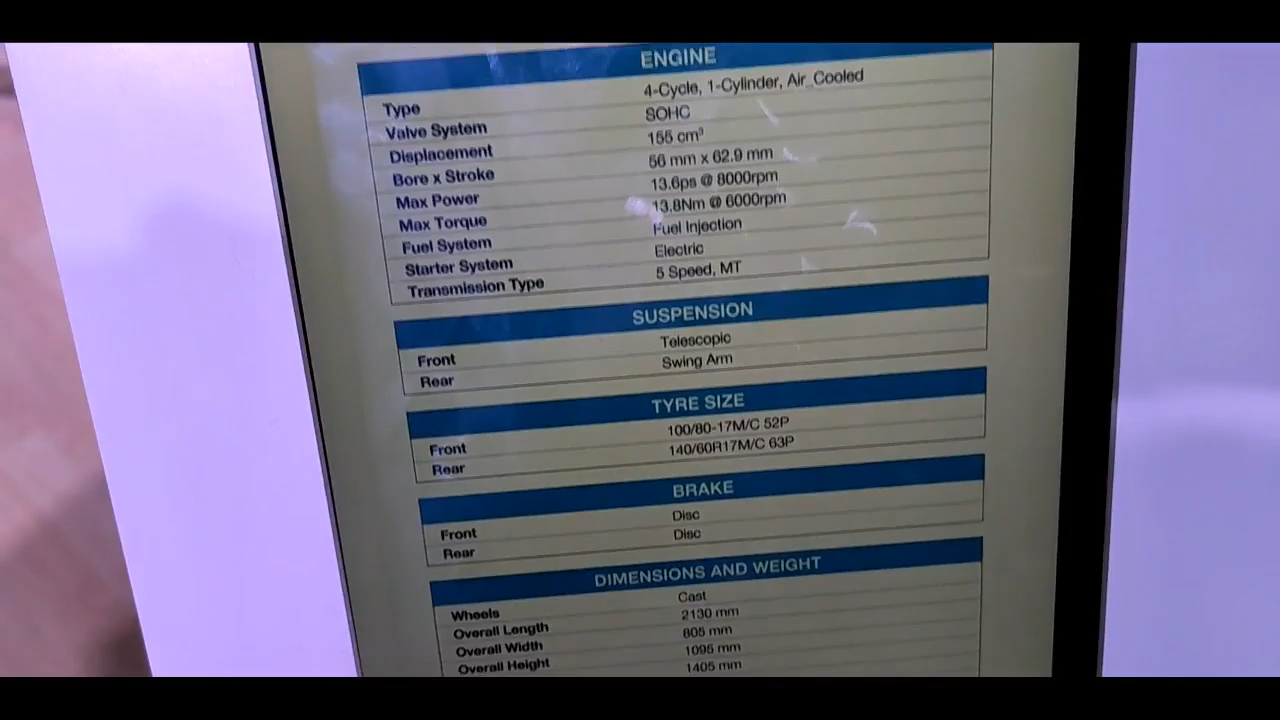 ENGINE
Type 4-Cycle, 1-Cylinder, Air Cooled
Valve System SOHC
Displacement 155 cm³
Bore x Stroke 56 mm x 62.9 mm
Max Power 13.6ps @ 8000rpm
Max Torque 13.8Nm @ 6000rpm
Fuel System Fuel Injection
Starter System Electric
Transmission Type 5 Speed, MT
SUSPENSION
Front Telescopic
Rear Swing Arm
TYRE SIZE
Front 100/80-17M/C 52P
Rear 140/60R17M/C 63P
BRAKE
Front Disc
Rear Disc
DIMENSIONS AND WEIGHT
Wheels Cast
Overall Length 2130 mm
Overall Width 805 mm
Overall Height 1095 mm
1405 mm